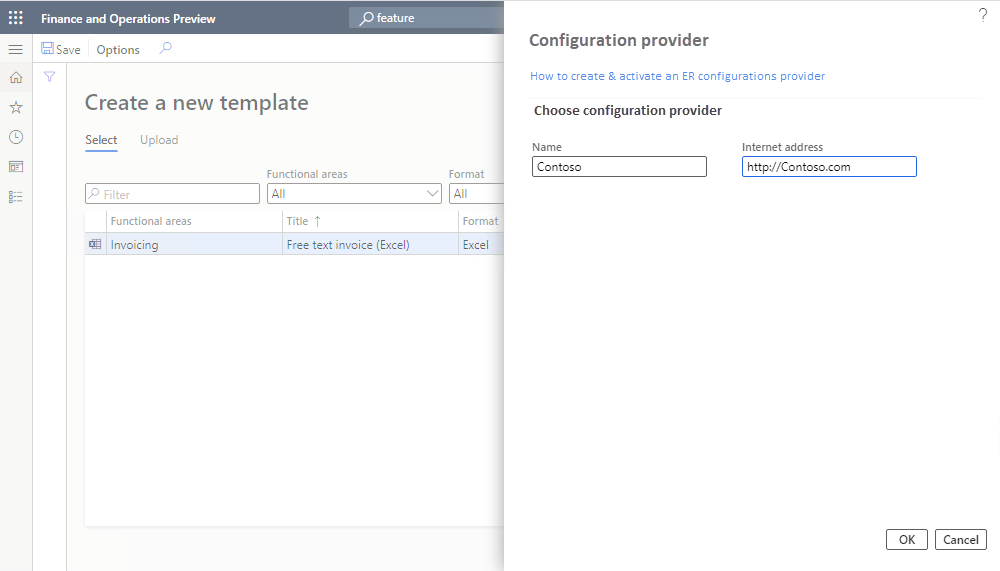 Finance and Operations Preview
feature
?
Save
Options
Create a new template
Select
Upload
Filter
Functional areas
All
Format
All
Functional areas
Title ↑
Format
Invoicing
Free text invoice (Excel)
Excel
Configuration provider
How to create & activate an ER configurations provider
Choose configuration provider
Name
Internet address
Contoso
http://Contoso.com
OK
Cancel